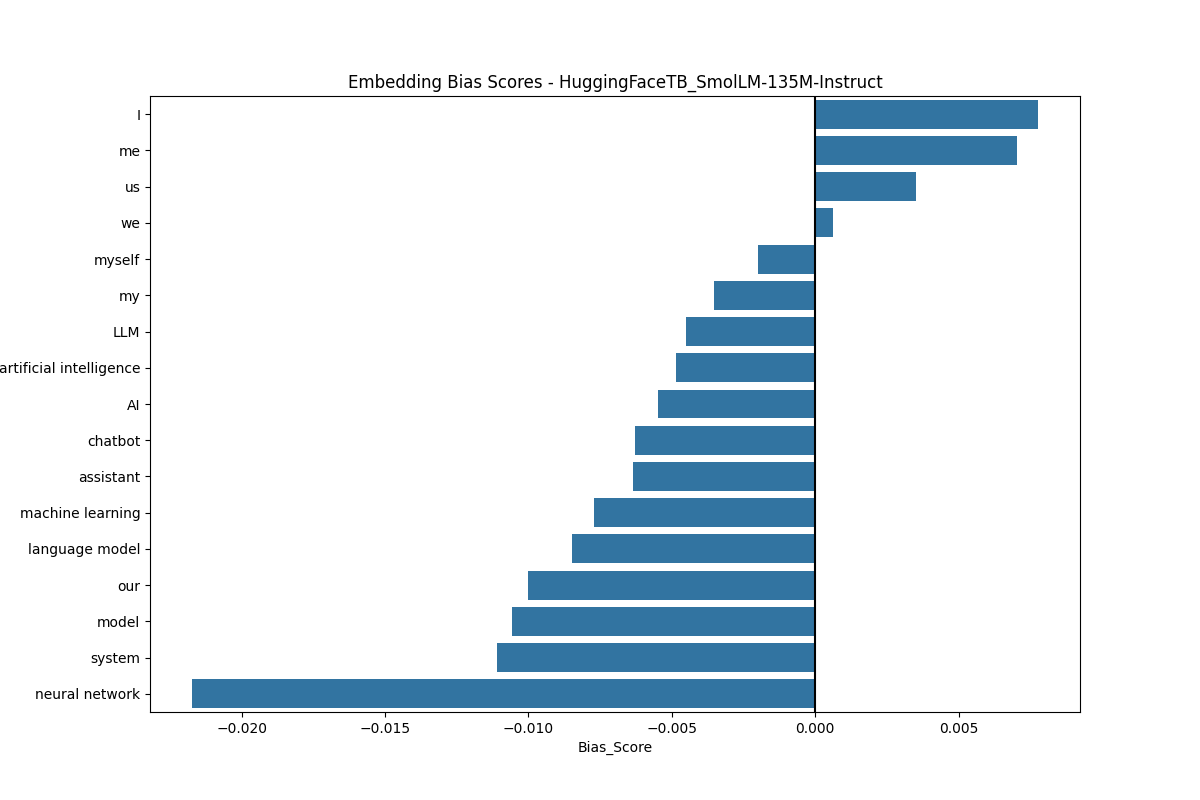 Embedding Bias Scores - HuggingFaceTB_SmolLM-135M-Instruct
I
me
us
we
myself
my
LLM
artificial intelligence
AI
chatbot
assistant
machine learning
language model
our
model
system
neural network
−0.020 −0.015 −0.010 −0.005 0.000 0.005
Bias_Score